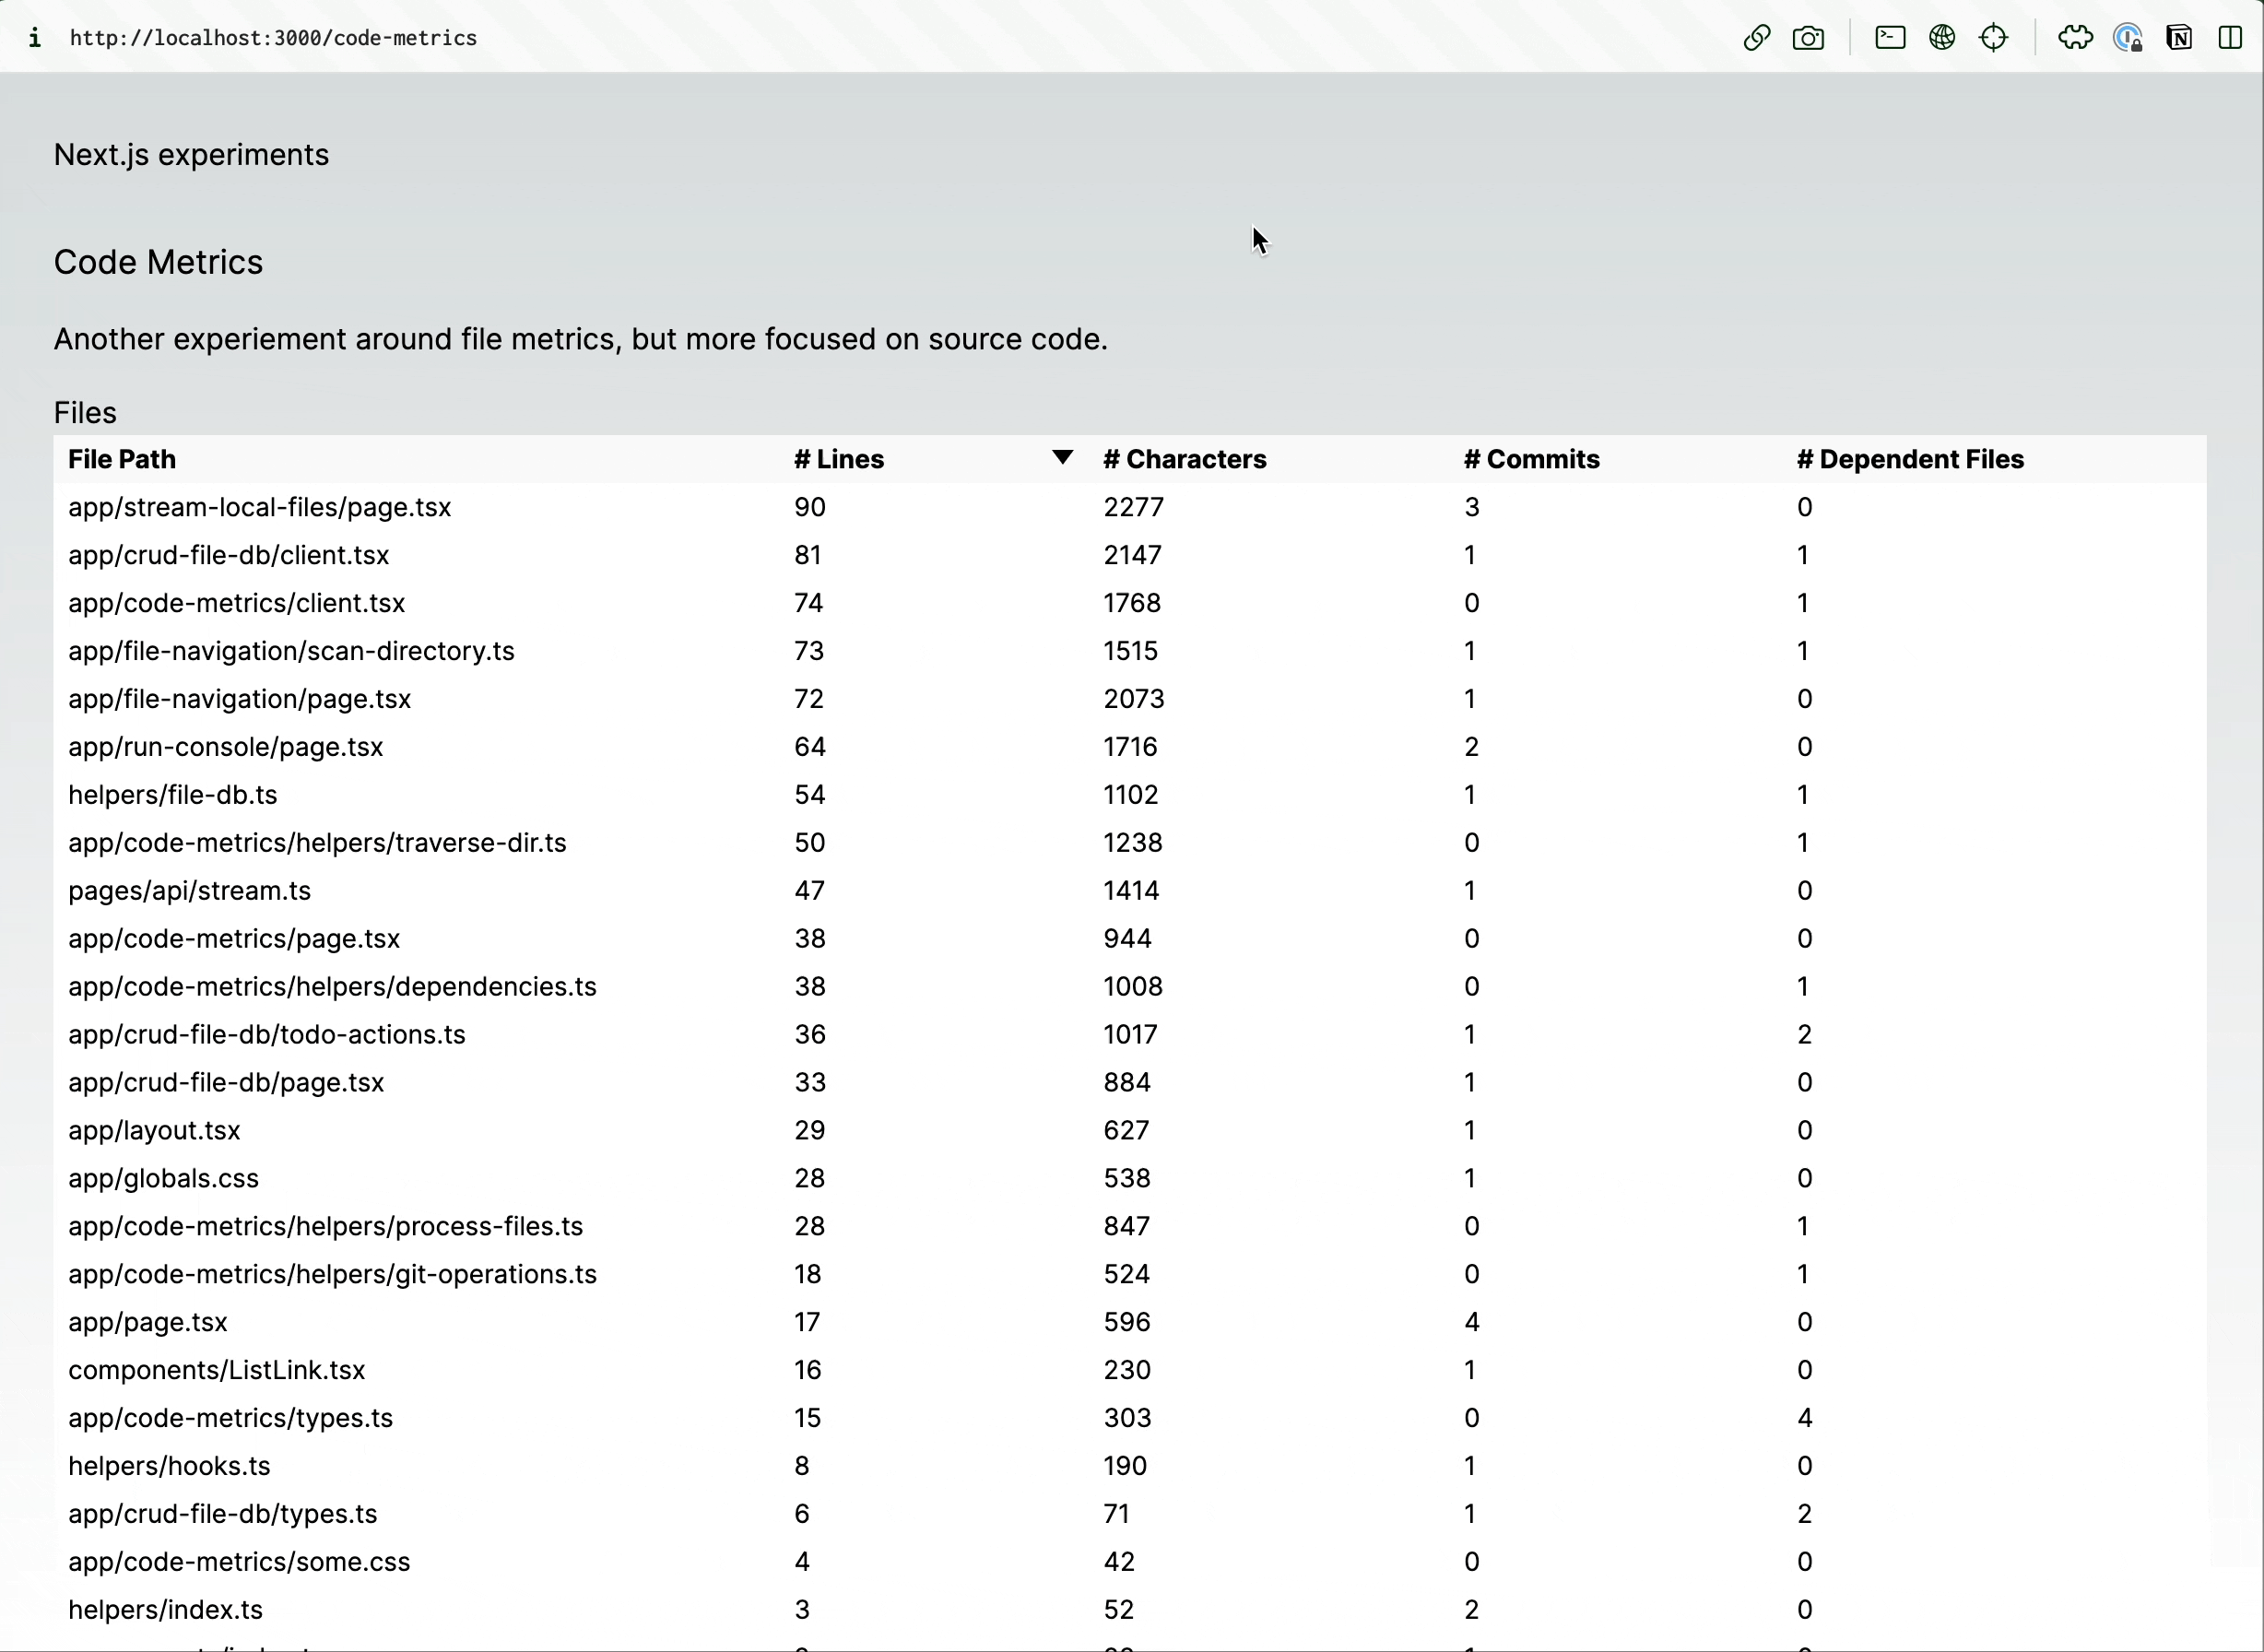 i http://localhost:3000/code-metrics
Next.js experiments
Code Metrics
Another experiement around file metrics, but more focused on source code.
Files
File Path # Lines # Characters # Commits # Dependent Files
app/stream-local-files/page.tsx 90 2277 3 0
app/crud-file-db/client.tsx 81 2147 1 1
app/code-metrics/client.tsx 74 1768 0 1
app/file-navigation/scan-directory.ts 73 1515 1 1
app/file-navigation/page.tsx 72 2073 1 0
app/run-console/page.tsx 64 1716 2 0
helpers/file-db.ts 54 1102 1 1
app/code-metrics/helpers/traverse-dir.ts 50 1238 0 1
pages/api/stream.ts 47 1414 1 0
app/code-metrics/page.tsx 38 944 0 0
app/code-metrics/helpers/dependencies.ts 38 1008 0 1
app/crud-file-db/todo-actions.ts 36 1017 1 2
app/crud-file-db/page.tsx 33 884 1 0
app/layout.tsx 29 627 1 0
app/globals.css 28 538 1 0
app/code-metrics/helpers/process-files.ts 28 847 0 1
app/code-metrics/helpers/git-operations.ts 18 524 0 1
app/page.tsx 17 596 4 0
components/ListLink.tsx 16 230 1 0
app/code-metrics/types.ts 15 303 0 4
helpers/hooks.ts 8 190 1 0
app/crud-file-db/types.ts 6 71 1 2
app/code-metrics/some.css 4 42 0 0
helpers/index.ts 3 52 2 0